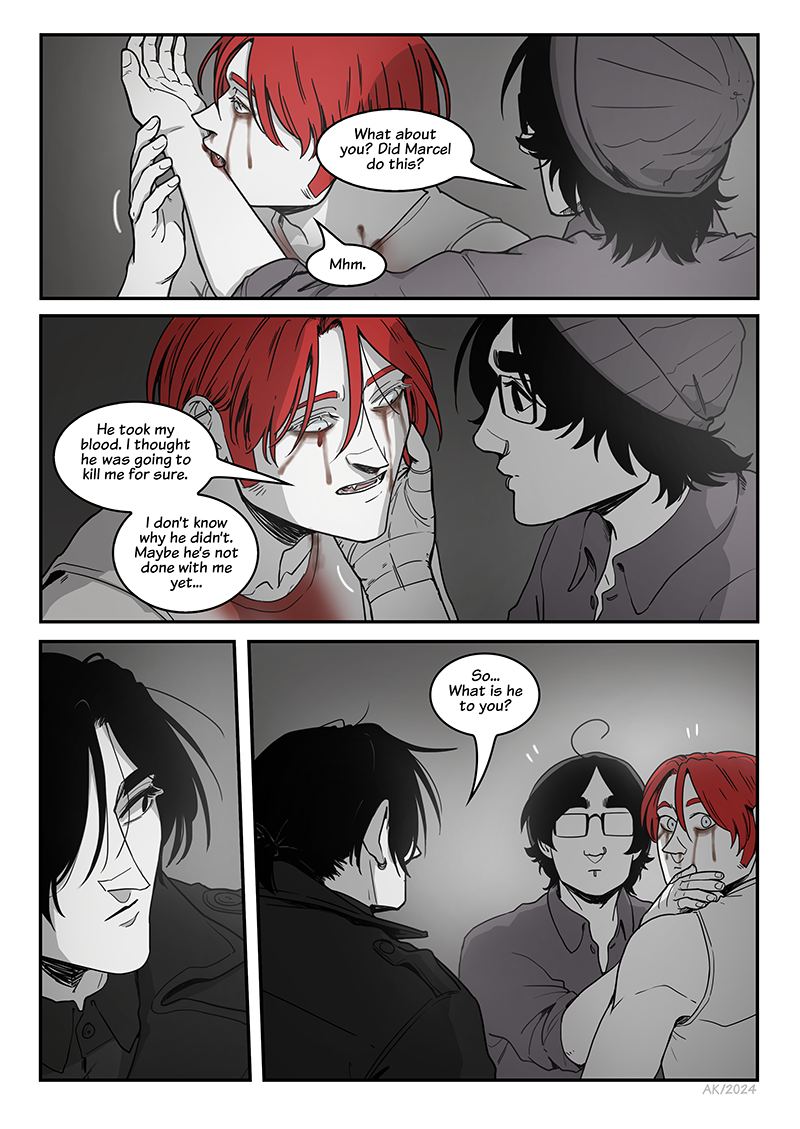 What about
you? Did Marcel
do this?
Mhm.
He took my
blood. I thought
he was going to
kill me for sure.
I don't know
why he didn't.
Maybe he's not
done with me
yet...
So...
What is he
to you?
AK/2024